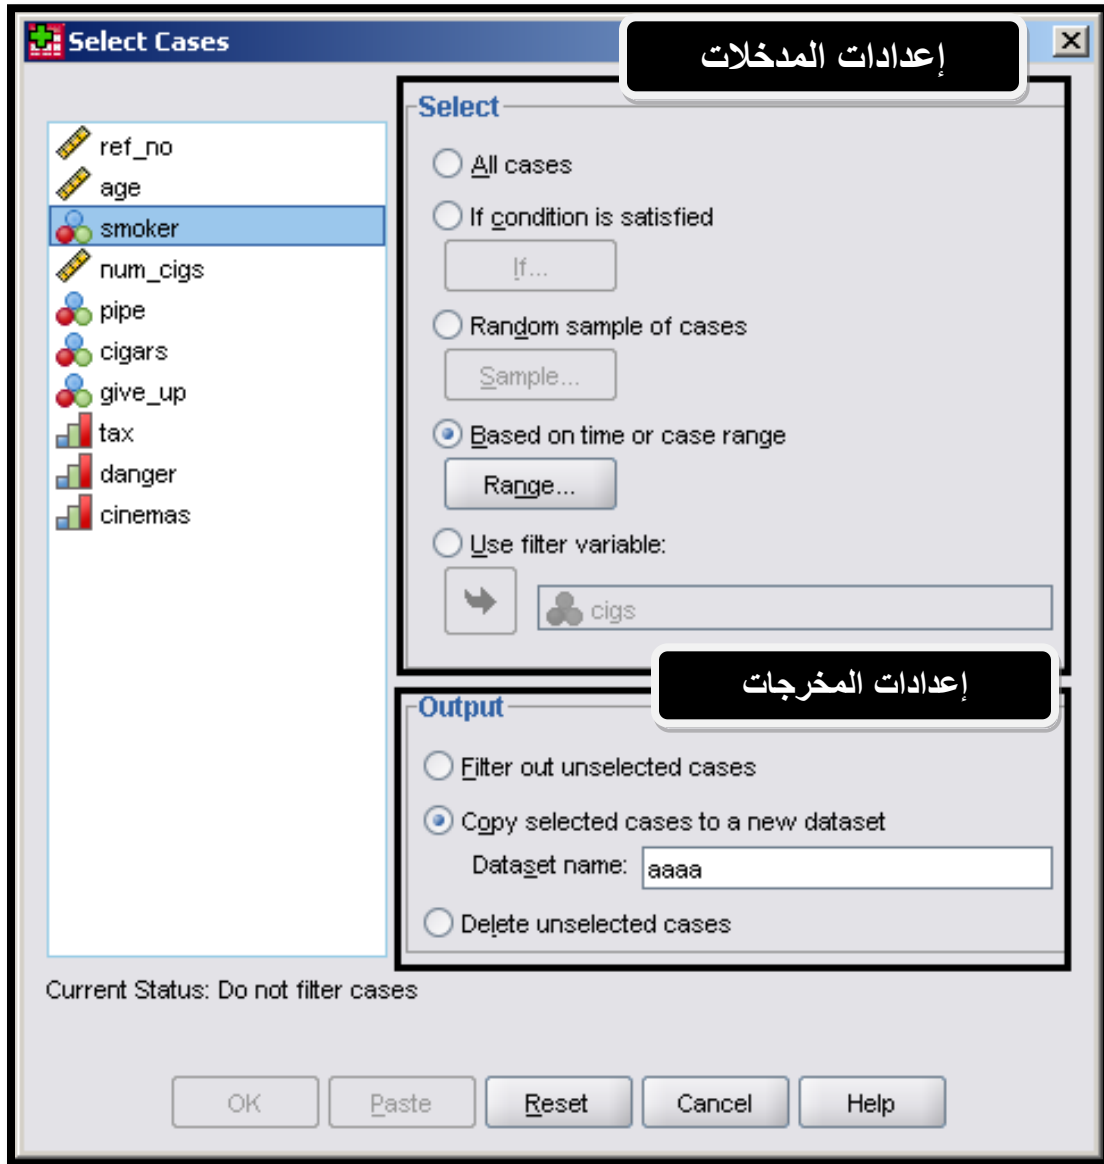 Select Cases
إعدادات المدخلات
ref_no
age
smoker
num_cigs
pipe
cigars
give_up
tax
danger
cinemas
Select
All cases
If condition is satisfied
If...
Random sample of cases
Sample...
Based on time or case range
Range...
Use filter variable:
cigs
إعدادات المخرجات
Output
Filter out unselected cases
Copy selected cases to a new dataset
Dataset name: aaaa
Delete unselected cases
Current Status: Do not filter cases
OK Paste Reset Cancel Help